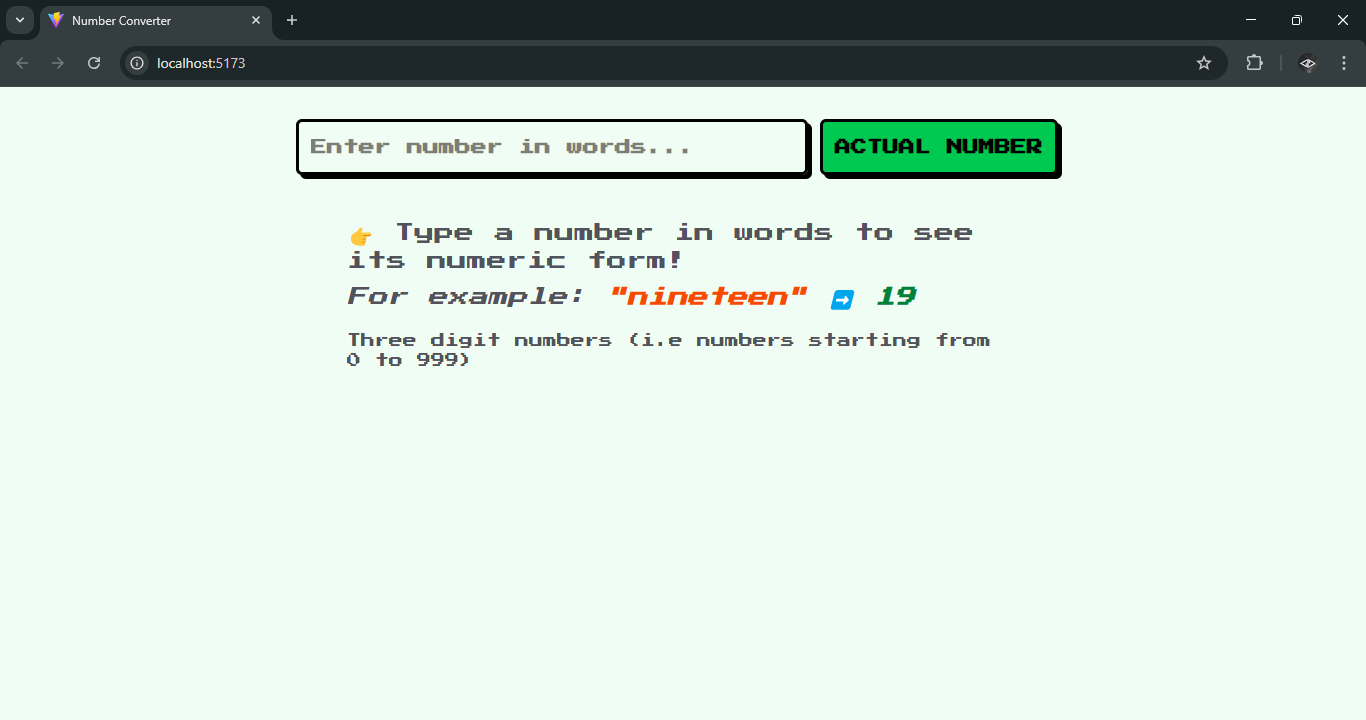 Number Converter
localhost:5173
Enter number in words... ACTUAL NUMBER
👉 Type a number in words to see
its numeric form!
For example: "nineteen" ➡️ 19
Three digit numbers (i.e numbers starting from
0 to 999)